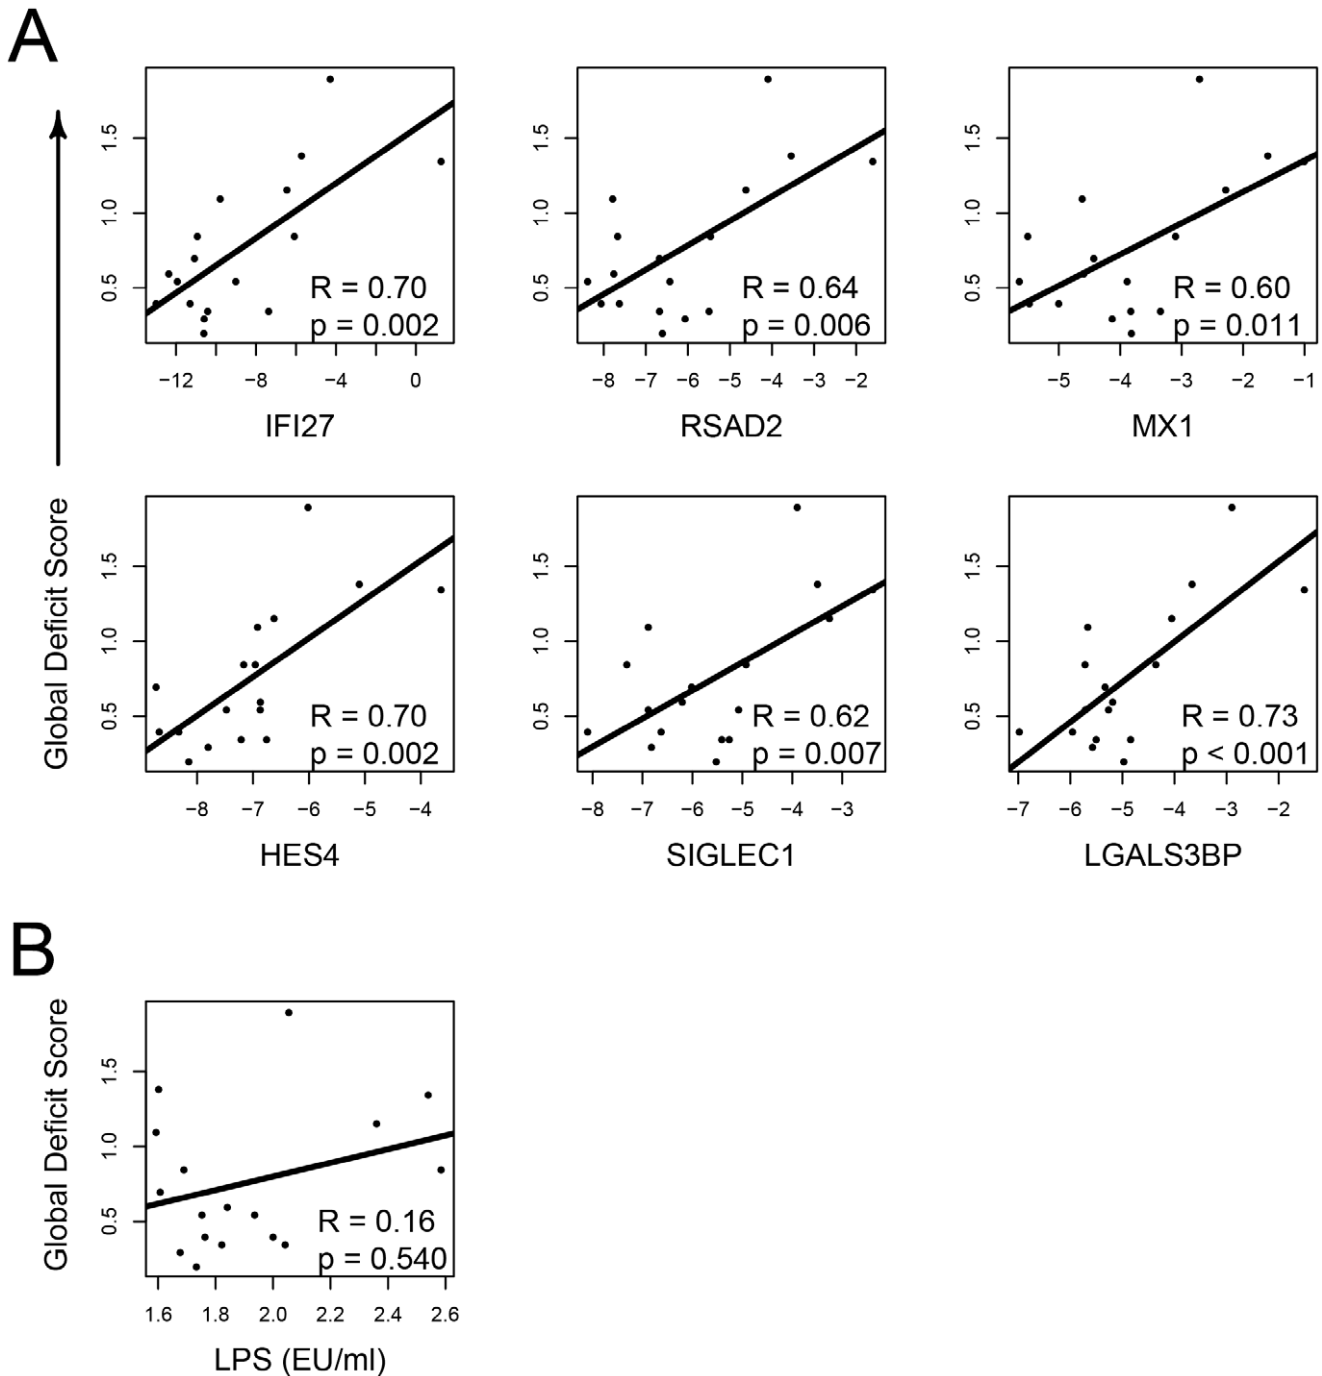 A
1.5 1.0 0.5
R = 0.70
p = 0.002
−12 −8 −4 0
IFI27
1.5 1.0 0.5
R = 0.64
p = 0.006
−8 −7 −6 −5 −4 −3 −2
RSAD2
1.5 1.0 0.5
R = 0.60
p = 0.011
−5 −4 −3 −2 −1
MX1
Global Deficit Score
1.5 1.0 0.5
R = 0.70
p = 0.002
−8 −7 −6 −5 −4
HES4
1.5 1.0 0.5
R = 0.62
p = 0.007
−8 −7 −6 −5 −4 −3
SIGLEC1
1.5 1.0 0.5
R = 0.73
p < 0.001
−7 −6 −5 −4 −3 −2
LGALS3BP
B
Global Deficit Score
1.5 1.0 0.5
R = 0.16
p = 0.540
1.6 1.8 2.0 2.2 2.4 2.6
LPS (EU/ml)